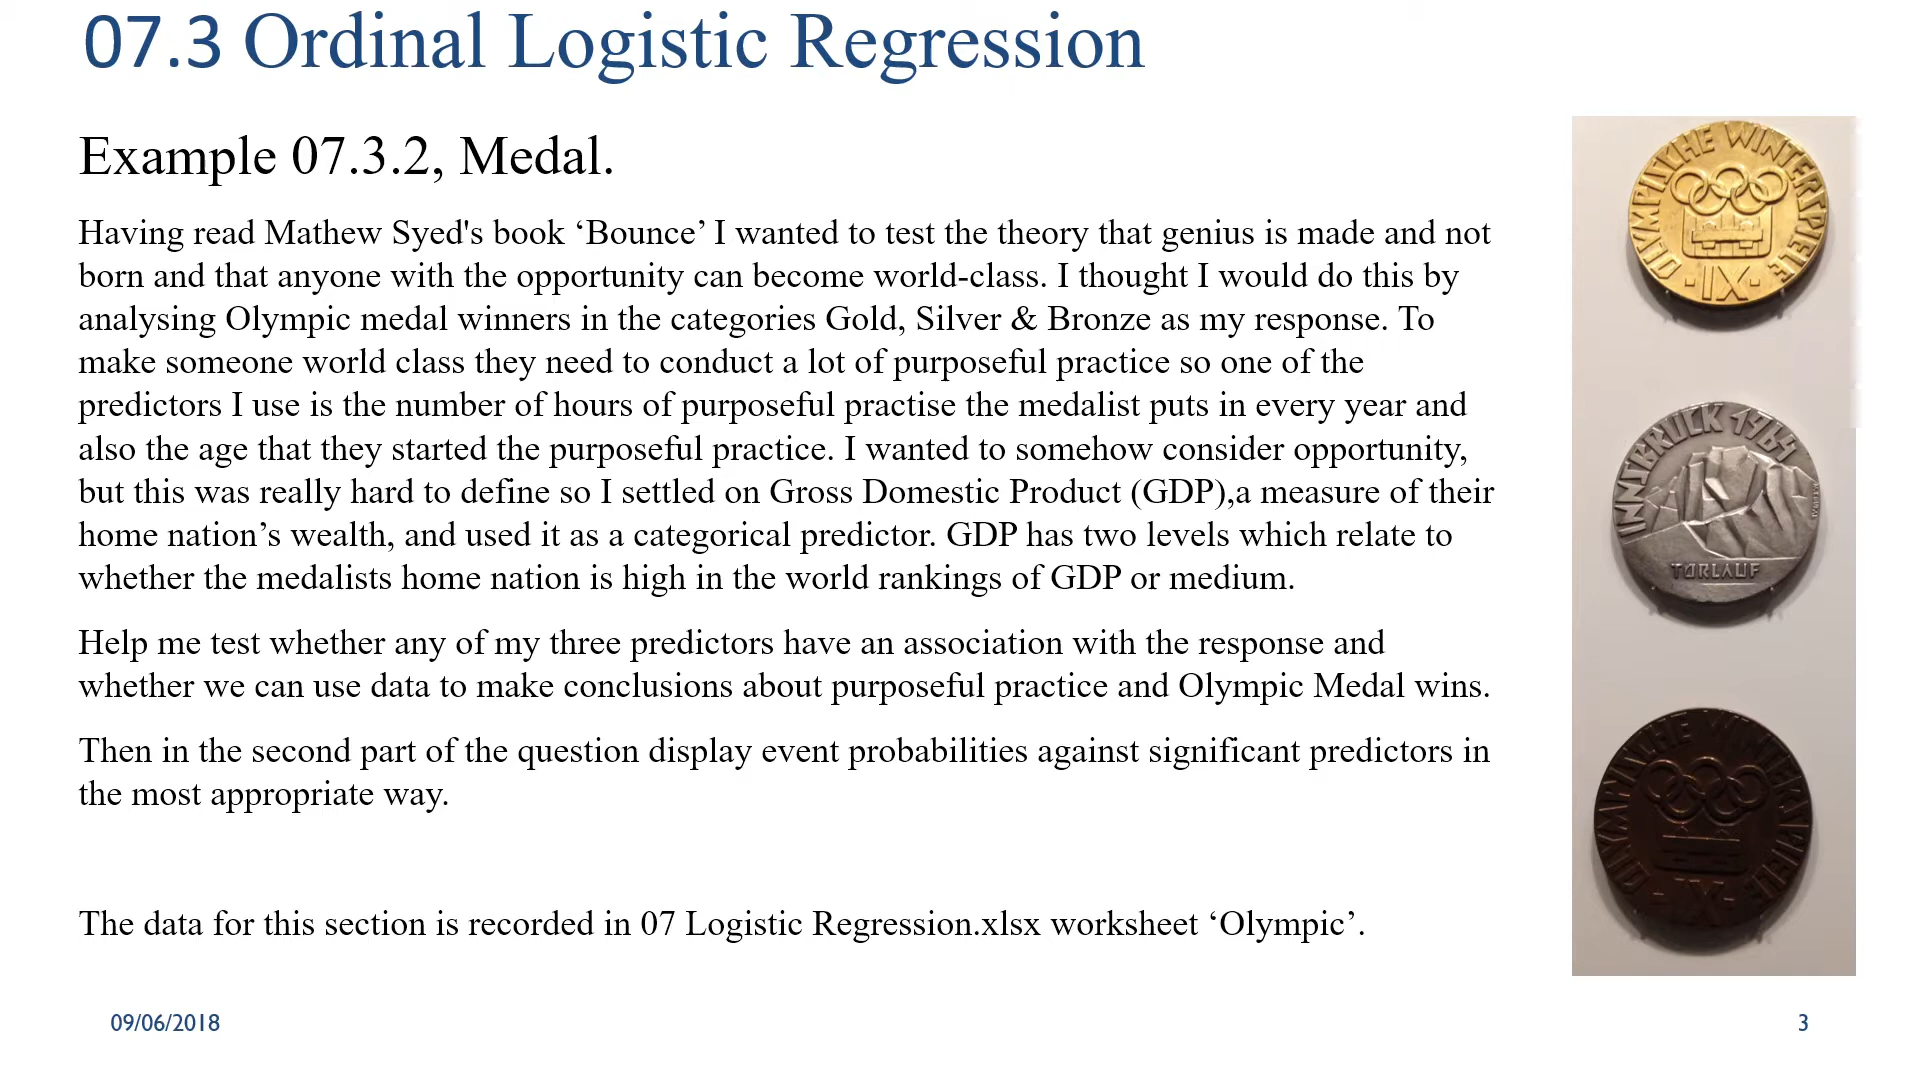 07.3 Ordinal Logistic Regression
Example 07.3.2, Medal.
Having read Mathew Syed's book ‘Bounce’ I wanted to test the theory that genius is made and not
born and that anyone with the opportunity can become world-class. I thought I would do this by
analysing Olympic medal winners in the categories Gold, Silver & Bronze as my response. To
make someone world class they need to conduct a lot of purposeful practice so one of the
predictors I use is the number of hours of purposeful practise the medalist puts in every year and
also the age that they started the purposeful practice. I wanted to somehow consider opportunity,
but this was really hard to define so I settled on Gross Domestic Product (GDP),a measure of their
home nation’s wealth, and used it as a categorical predictor. GDP has two levels which relate to
whether the medalists home nation is high in the world rankings of GDP or medium.
Help me test whether any of my three predictors have an association with the response and
whether we can use data to make conclusions about purposeful practice and Olympic Medal wins.
Then in the second part of the question display event probabilities against significant predictors in
the most appropriate way.
The data for this section is recorded in 07 Logistic Regression.xlsx worksheet ‘Olympic’.
09/06/2018
3
OLYMPISCHE WINTERSPIELE
·IX·
INNSBRUCK 1964
TORLAUF
OLYMPISCHE WINTERSPIELE
·IX·